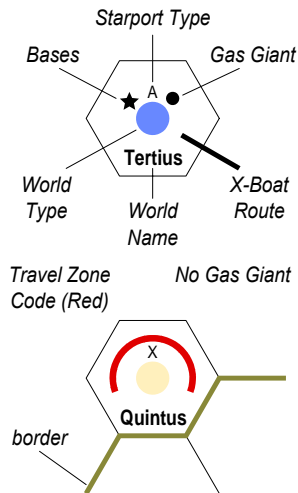 Starport Type
Bases
Gas Giant
A
Tertius
World
Type
World
Name
X-Boat
Route
Travel Zone
Code (Red)
No Gas Giant
X
Quintus
border